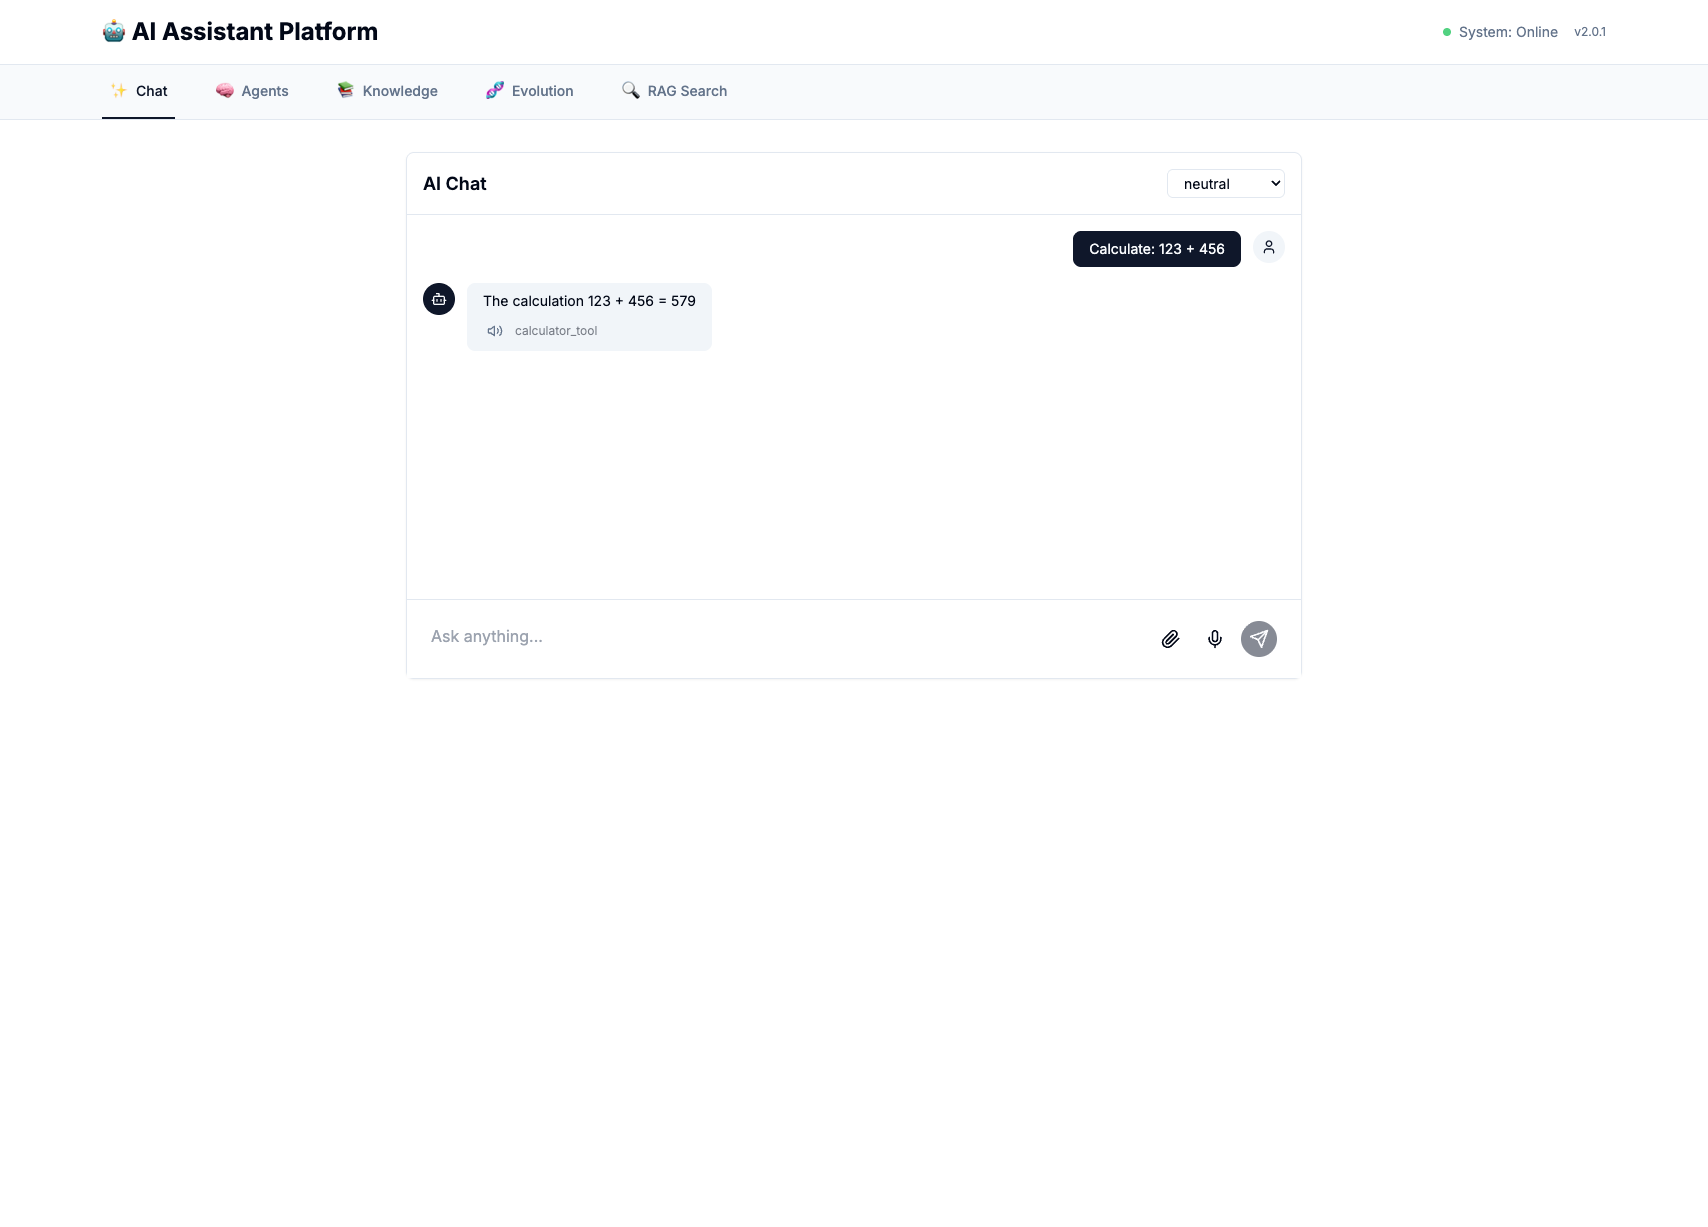 AI Assistant Platform
System: Online v2.0.1
Chat Agents Knowledge Evolution RAG Search
AI Chat
neutral
Calculate: 123 + 456
The calculation 123 + 456 = 579
calculator_tool
Ask anything...